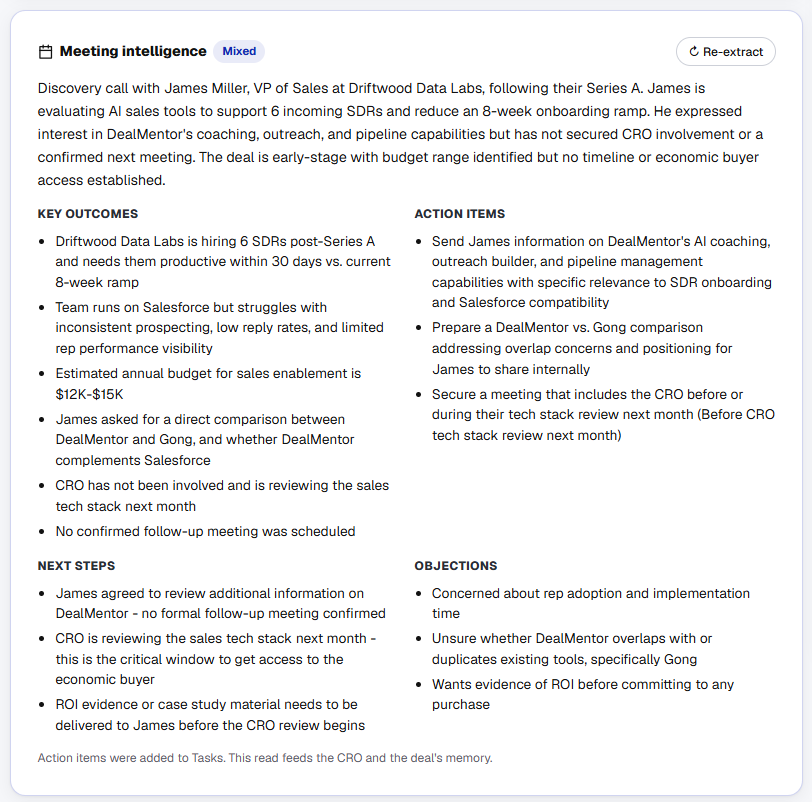 Meeting intelligence Mixed Re-extract
Discovery call with James Miller, VP of Sales at Driftwood Data Labs, following their Series A. James is
evaluating AI sales tools to support 6 incoming SDRs and reduce an 8-week onboarding ramp. He expressed
interest in DealMentor's coaching, outreach, and pipeline capabilities but has not secured CRO involvement or a
confirmed next meeting. The deal is early-stage with budget range identified but no timeline or economic buyer
access established.
KEY OUTCOMES
• Driftwood Data Labs is hiring 6 SDRs post-Series A
and needs them productive within 30 days vs. current
8-week ramp
• Team runs on Salesforce but struggles with
inconsistent prospecting, low reply rates, and limited
rep performance visibility
• Estimated annual budget for sales enablement is
$12K-$15K
• James asked for a direct comparison between
DealMentor and Gong, and whether DealMentor
complements Salesforce
• CRO has not been involved and is reviewing the sales
tech stack next month
• No confirmed follow-up meeting was scheduled
ACTION ITEMS
• Send James information on DealMentor's AI coaching,
outreach builder, and pipeline management
capabilities with specific relevance to SDR onboarding
and Salesforce compatibility
• Prepare a DealMentor vs. Gong comparison
addressing overlap concerns and positioning for
James to share internally
• Secure a meeting that includes the CRO before or
during their tech stack review next month (Before CRO
tech stack review next month)
NEXT STEPS
• James agreed to review additional information on
DealMentor - no formal follow-up meeting confirmed
• CRO is reviewing the sales tech stack next month -
this is the critical window to get access to the
economic buyer
• ROI evidence or case study material needs to be
delivered to James before the CRO review begins
OBJECTIONS
• Concerned about rep adoption and implementation
time
• Unsure whether DealMentor overlaps with or
duplicates existing tools, specifically Gong
• Wants evidence of ROI before committing to any
purchase
Action items were added to Tasks. This read feeds the CRO and the deal's memory.